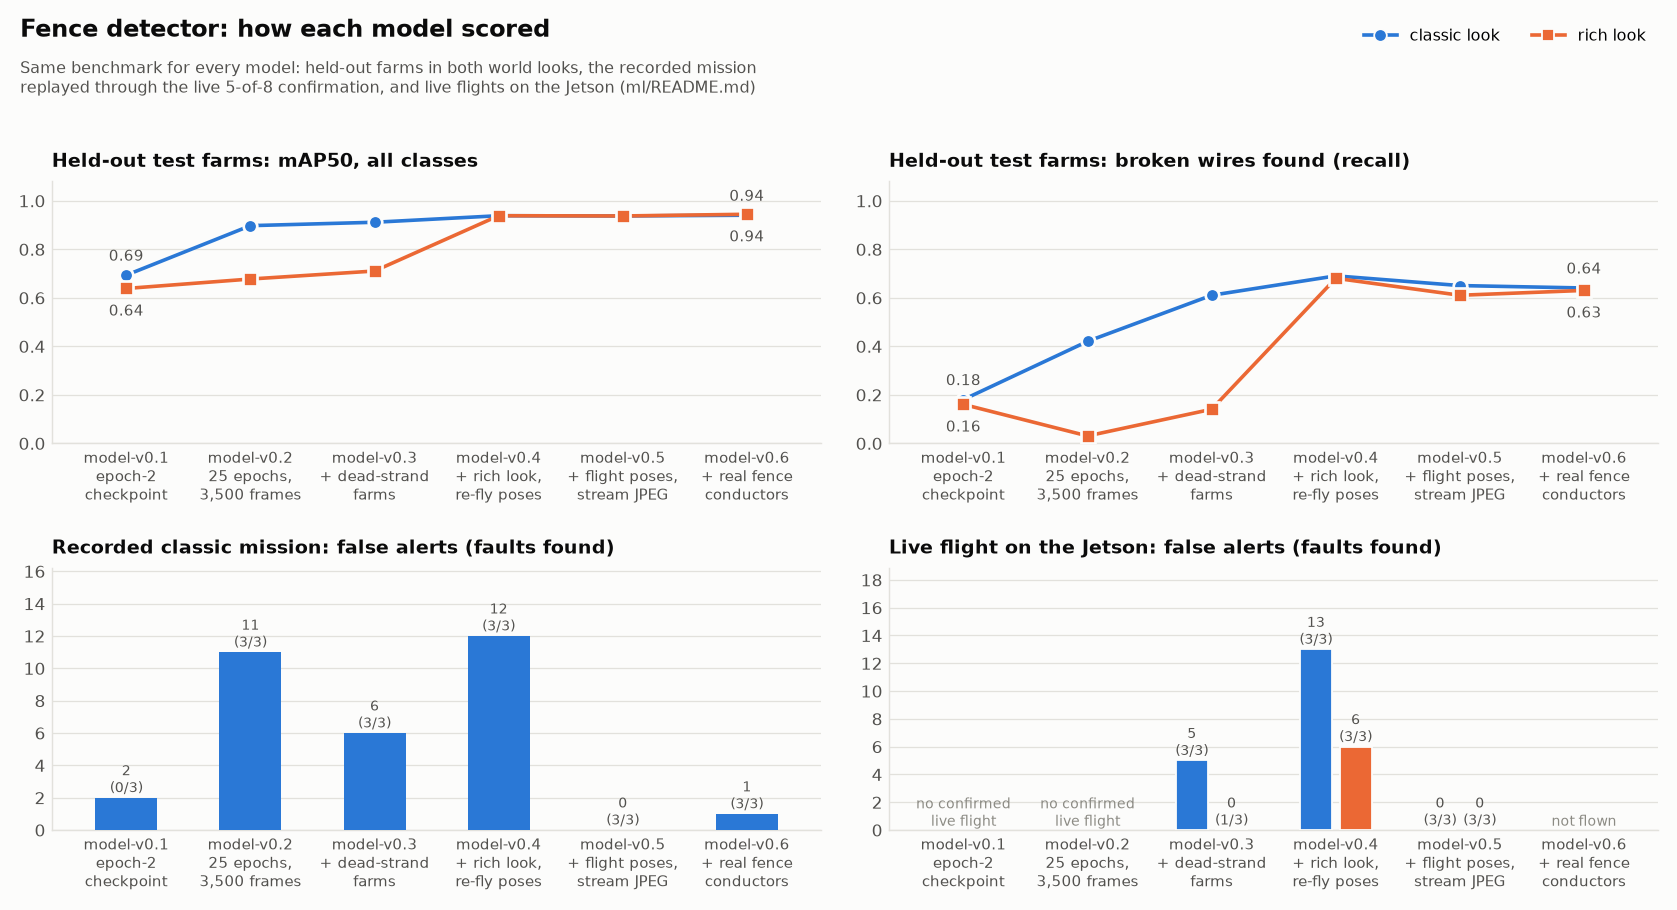 Fence detector: how each model scored
classic look
rich look
Same benchmark for every model: held-out farms in both world looks, the recorded mission
replayed through the live 5-of-8 confirmation, and live flights on the Jetson (ml/README.md)
Held-out test farms: mAP50, all classes
1.0
0.8
0.6
0.4
0.2
0.0
0.69
0.64
0.94
0.94
model-v0.1
epoch-2
checkpoint
model-v0.2
25 epochs,
3,500 frames
model-v0.3
+ dead-strand
farms
model-v0.4
+ rich look,
re-fly poses
model-v0.5
+ flight poses,
stream JPEG
model-v0.6
+ real fence
conductors
Held-out test farms: broken wires found (recall)
1.0
0.8
0.6
0.4
0.2
0.0
0.18
0.16
0.64
0.63
model-v0.1
epoch-2
checkpoint
model-v0.2
25 epochs,
3,500 frames
model-v0.3
+ dead-strand
farms
model-v0.4
+ rich look,
re-fly poses
model-v0.5
+ flight poses,
stream JPEG
model-v0.6
+ real fence
conductors
Recorded classic mission: false alerts (faults found)
16
14
12
10
8
6
4
2
0
2
(0/3)
11
(3/3)
6
(3/3)
12
(3/3)
0
(3/3)
1
(3/3)
model-v0.1
epoch-2
checkpoint
model-v0.2
25 epochs,
3,500 frames
model-v0.3
+ dead-strand
farms
model-v0.4
+ rich look,
re-fly poses
model-v0.5
+ flight poses,
stream JPEG
model-v0.6
+ real fence
conductors
Live flight on the Jetson: false alerts (faults found)
18
16
14
12
10
8
6
4
2
0
no confirmed
live flight
no confirmed
live flight
5
(3/3)
0
(1/3)
13
(3/3)
6
(3/3)
0
(3/3)
0
(3/3)
not flown
model-v0.1
epoch-2
checkpoint
model-v0.2
25 epochs,
3,500 frames
model-v0.3
+ dead-strand
farms
model-v0.4
+ rich look,
re-fly poses
model-v0.5
+ flight poses,
stream JPEG
model-v0.6
+ real fence
conductors